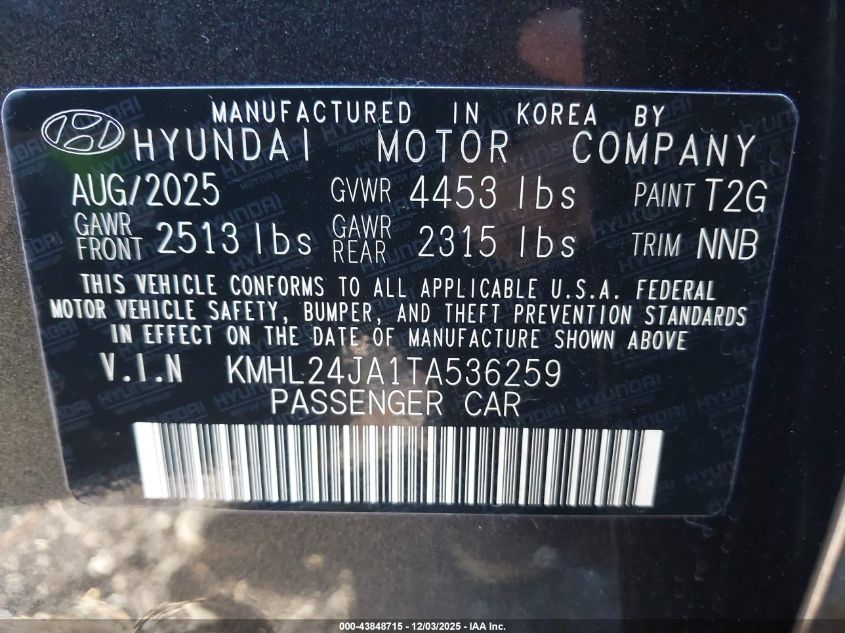 MANUFACTURED IN KOREA BY
HYUNDAI MOTOR COMPANY
AUG/2025 GVWR 4453 lbs PAINT T2G
GAWR FRONT 2513 lbs GAWR REAR 2315 lbs TRIM NNB
THIS VEHICLE CONFORMS TO ALL APPLICABLE U.S.A. FEDERAL
MOTOR VEHICLE SAFETY, BUMPER, AND THEFT PREVENTION STANDARDS
IN EFFECT ON THE DATE OF MANUFACTURE SHOWN ABOVE
V.I.N KMHL24JA1TA536259
PASSENGER CAR
000-43848715 - 12/03/2025 - IAA Inc.